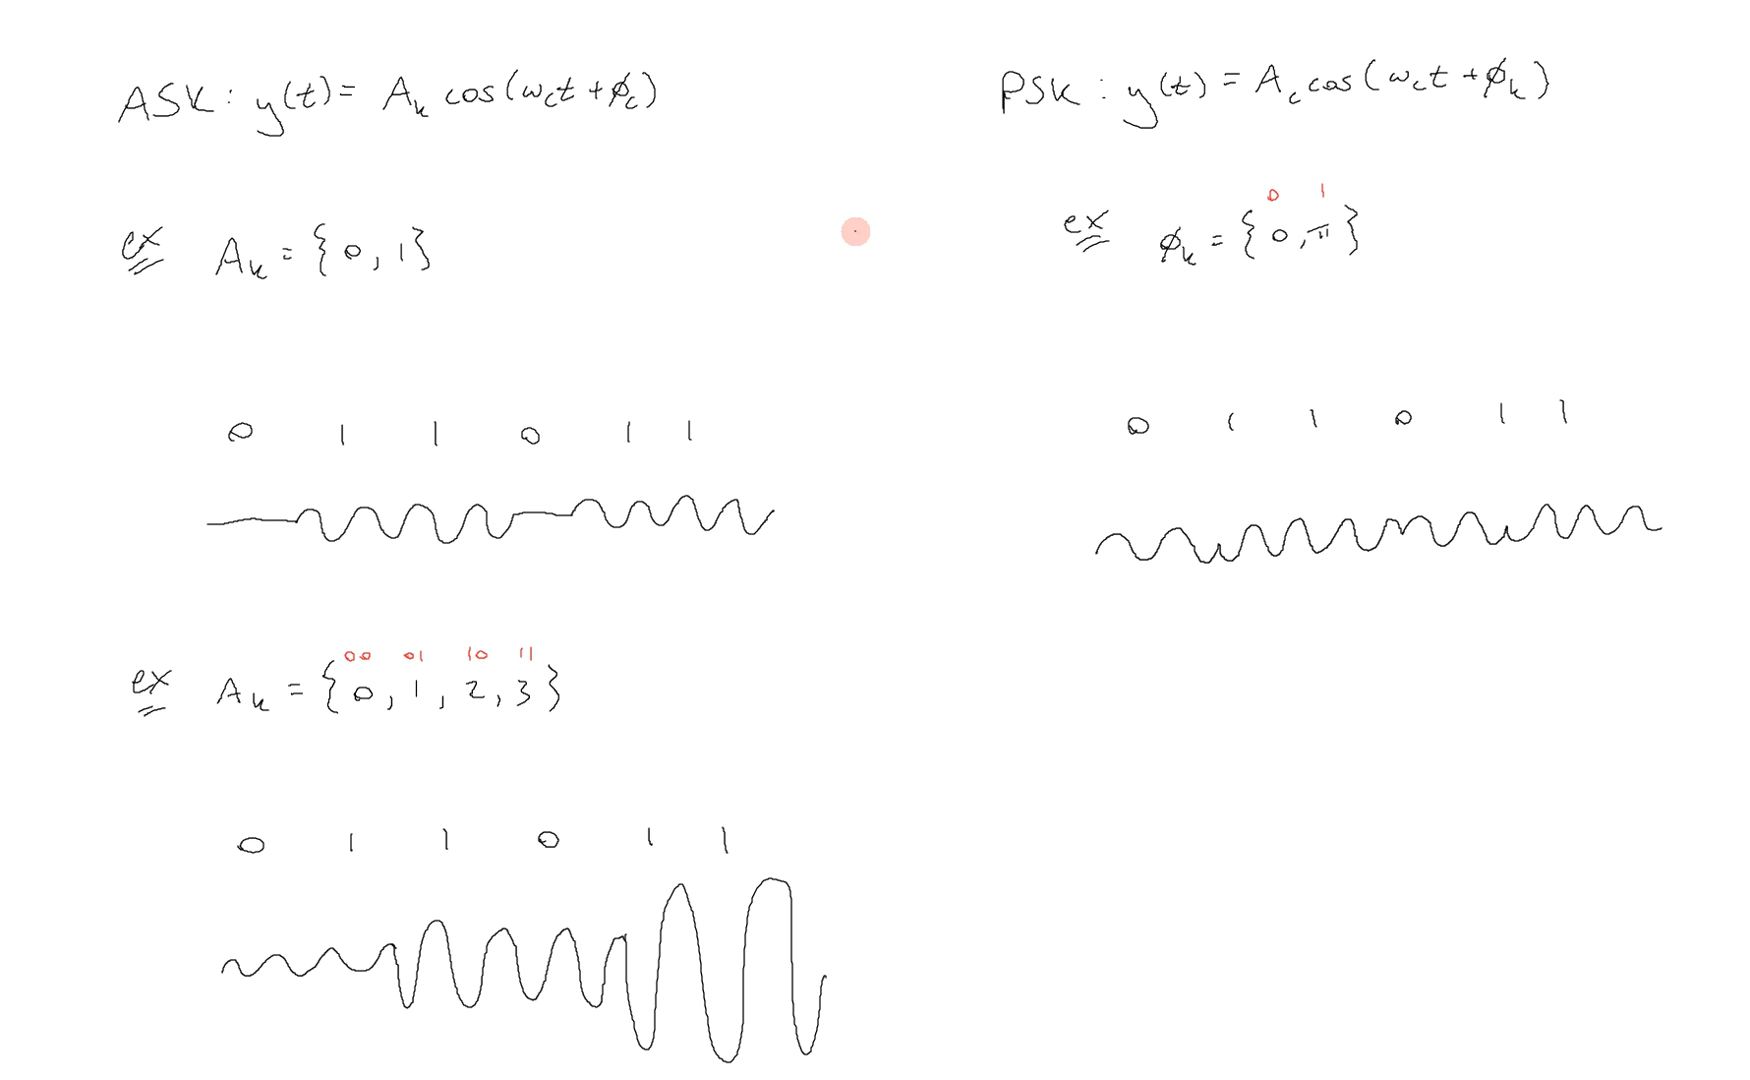 ASK: y(t) = A_k cos(ω_c t + φ_c)
ex A_k = {0, 1}
0 1 1 0 1 1
00 01 10 11
ex A_k = {0, 1, 2, 3}
0 1 1 0 1 1
PSK: y(t) = A_c cos(ω_c t + φ_k)
0 1
ex φ_k = {0, π}
0 1 1 0 1 1